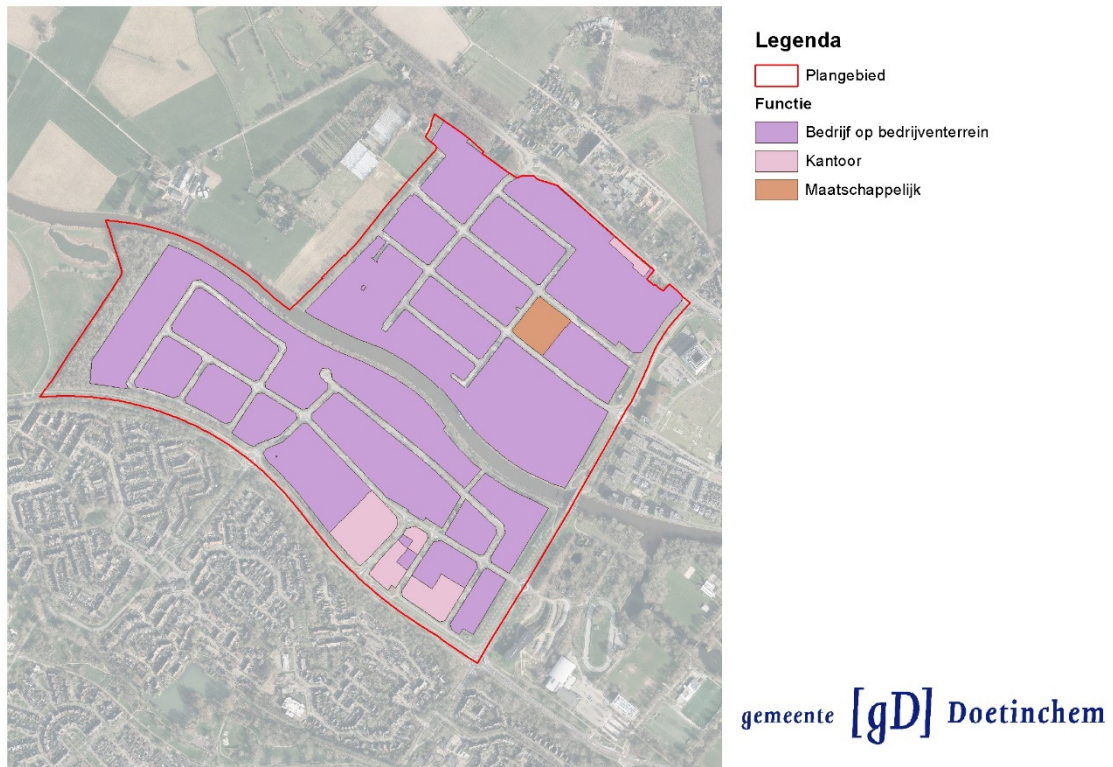 Legenda
Plangebied
Functie
Bedrijf op bedrijventerrein
Kantoor
Maatschappelijk
gemeente [gD] Doetinchem